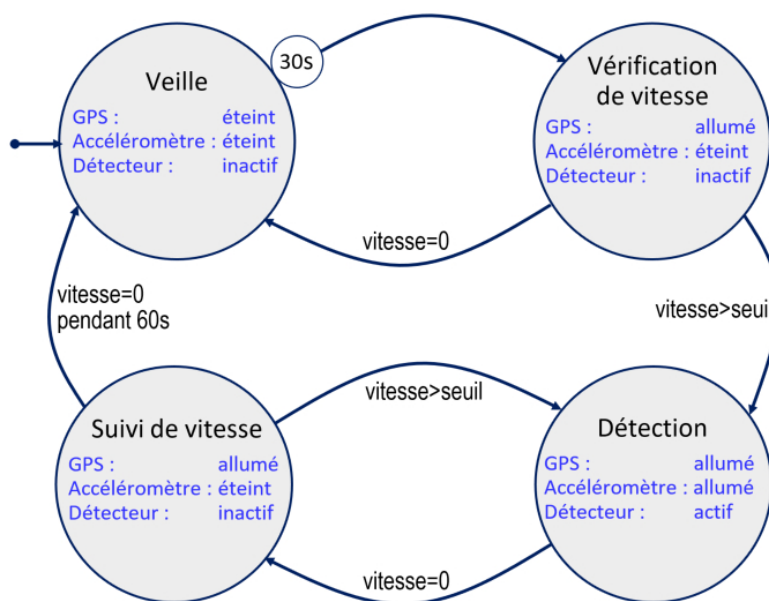 Veille
GPS : éteint
Accéléromètre : éteint
Détecteur : inactif
30s
Vérification
de vitesse
GPS : allumé
Accéléromètre : éteint
Détecteur : inactif
vitesse=0
vitesse>seui
vitesse=0
pendant 60s
vitesse>seuil
Suivi de vitesse
GPS : allumé
Accéléromètre : éteint
Détecteur : inactif
Détection
GPS : allumé
Accéléromètre : allumé
Détecteur : actif
vitesse=0